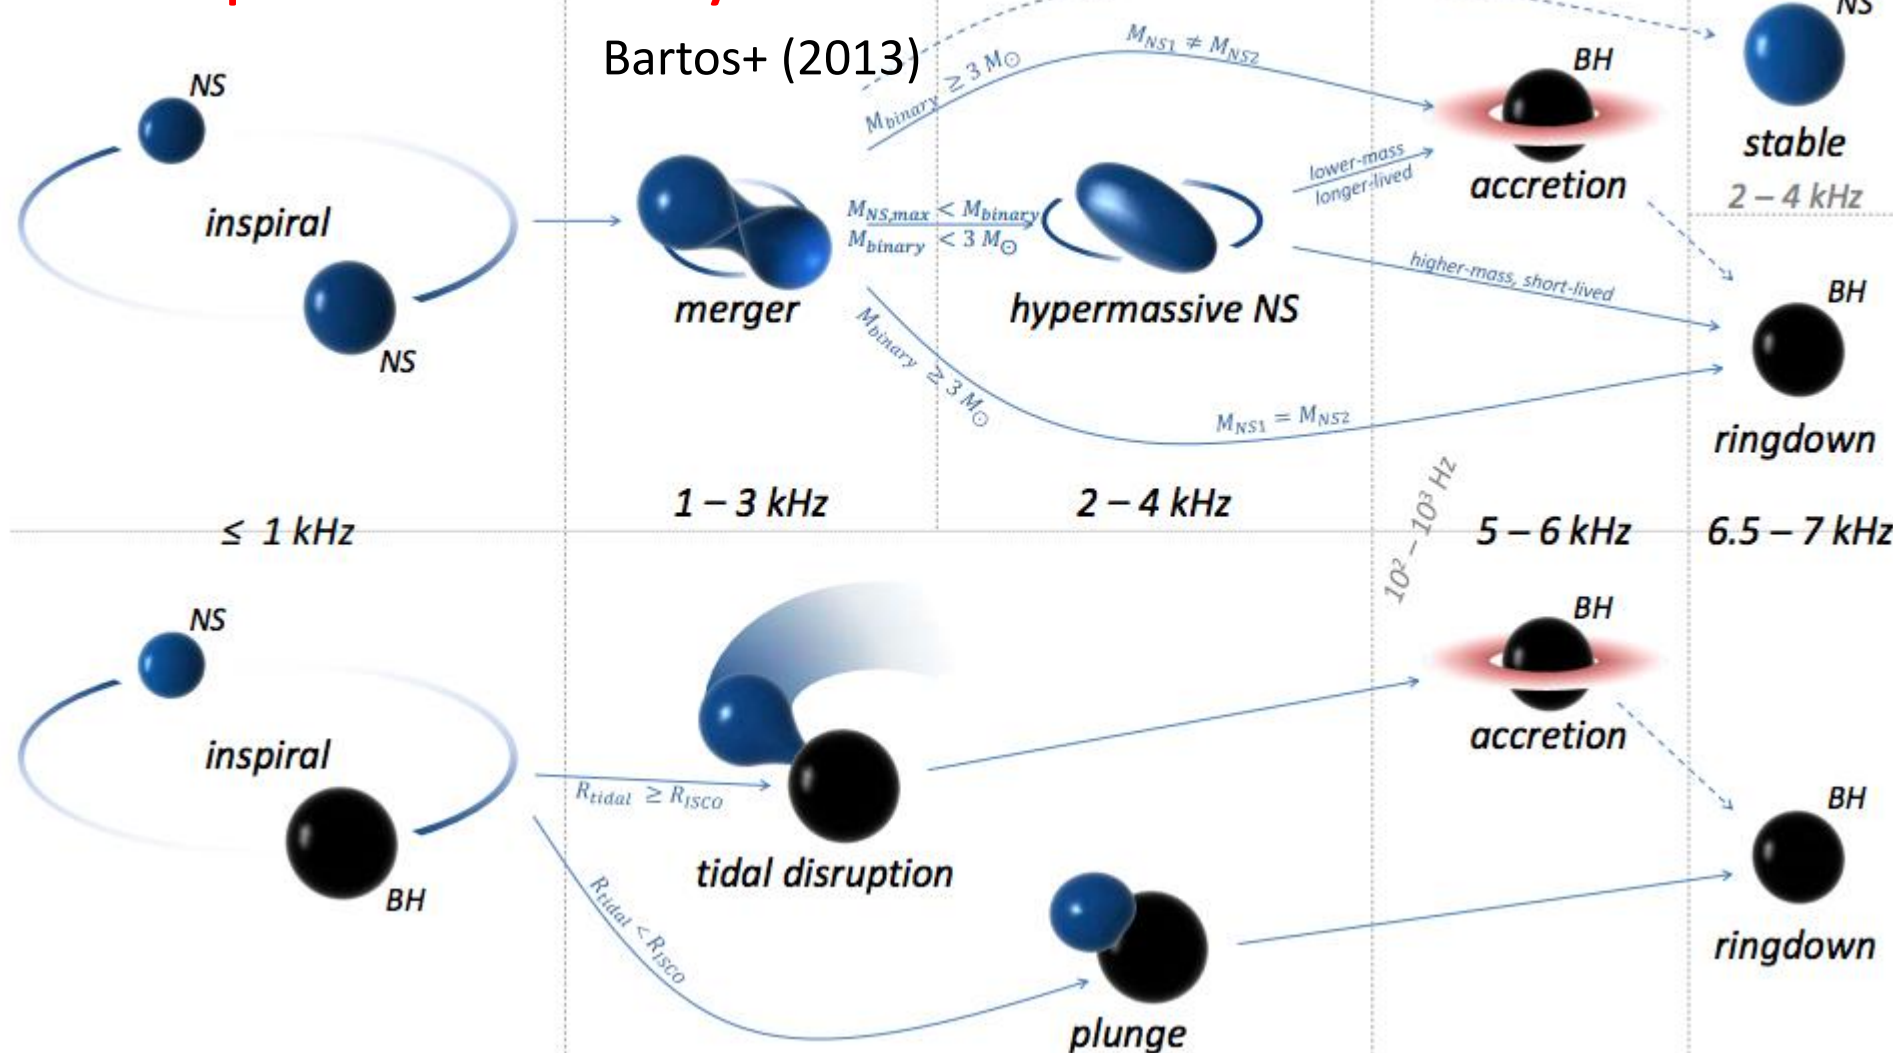 Bartos+ (2013)
NS
NS
inspiral
NS
merger
M_binary ≥ 3 M_⊙
M_NS1 ≠ M_NS2
M_NS,max < M_binary
M_binary < 3 M_⊙
hypermassive NS
lower-mass
longer-lived
higher-mass, short-lived
BH
accretion
stable
2 – 4 kHz
BH
ringdown
M_binary ≥ 3 M_⊙
M_NS1 = M_NS2
≤ 1 kHz
1 – 3 kHz
2 – 4 kHz
10² – 10³ Hz
5 – 6 kHz
6.5 – 7 kHz
NS
inspiral
BH
R_tidal ≥ R_ISCO
tidal disruption
R_tidal < R_ISCO
plunge
BH
accretion
BH
ringdown